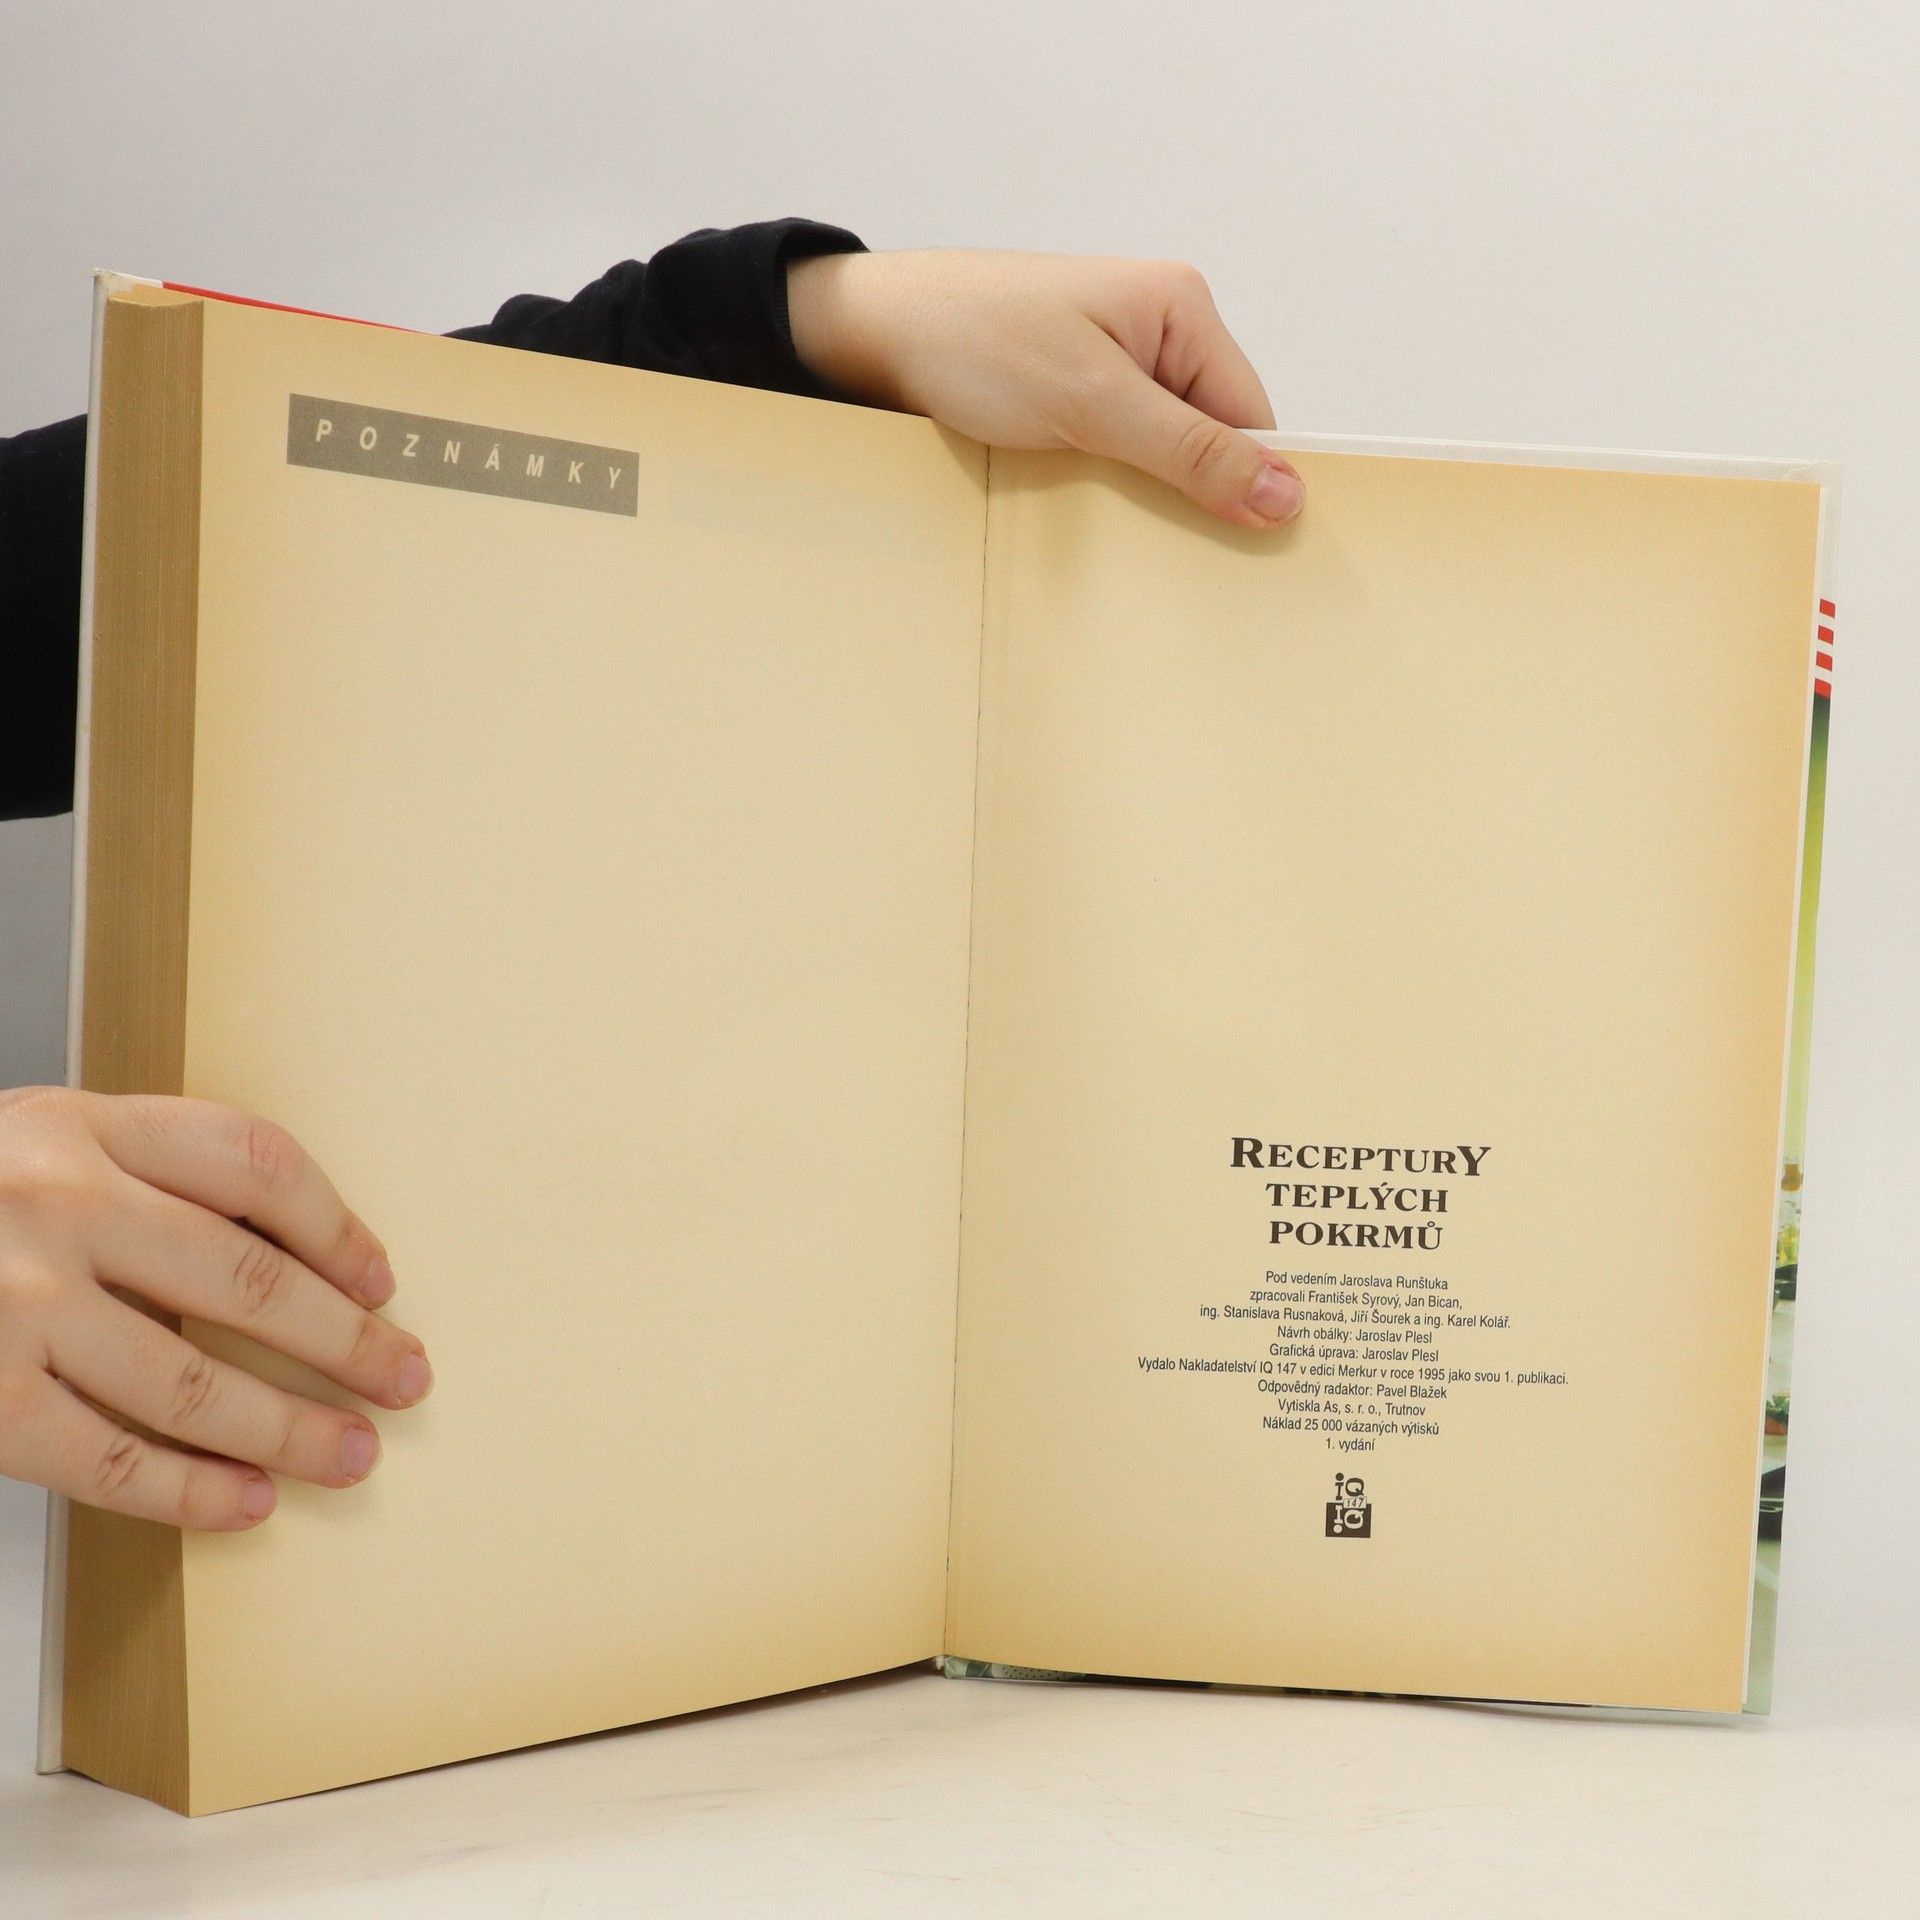 POZNÁMKY
RECEPTURY
TEPLÝCH
POKRMŮ
Pod vedením Jaroslava Runštuka
zpracovali František Syrový, Jan Bican,
ing. Stanislava Rusnaková, Jiří Šourek a ing. Karel Kolář.
Návrh obálky: Jaroslav Plesl
Grafická úprava: Jaroslav Plesl
Vydalo Nakladatelství IQ 147 v edici Merkur v roce 1995 jako svou 1. publikaci.
Odpovědný radaktor: Pavel Blažek
Vytiskla As, s. r. o., Trutnov
Náklad 25 000 vázaných výtisků
1. vydání
iQ
147
iQ